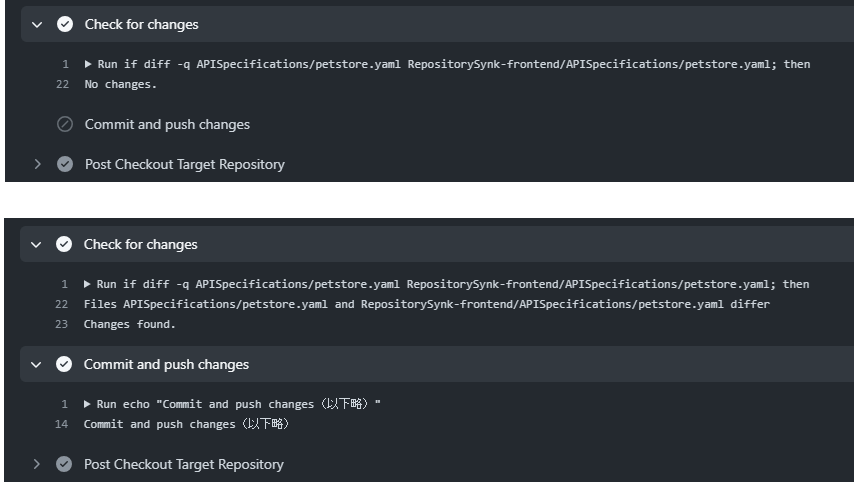 Check for changes
1 Run if diff -q APISpecifications/petstore.yaml RepositorySynk-frontend/APISpecifications/petstore.yaml; then
22 No changes.
Commit and push changes
Post Checkout Target Repository
Check for changes
1 Run if diff -q APISpecifications/petstore.yaml RepositorySynk-frontend/APISpecifications/petstore.yaml; then
22 Files APISpecifications/petstore.yaml and RepositorySynk-frontend/APISpecifications/petstore.yaml differ
23 Changes found.
Commit and push changes
1 Run echo "Commit and push changes（以下略）"
14 Commit and push changes（以下略）
Post Checkout Target Repository